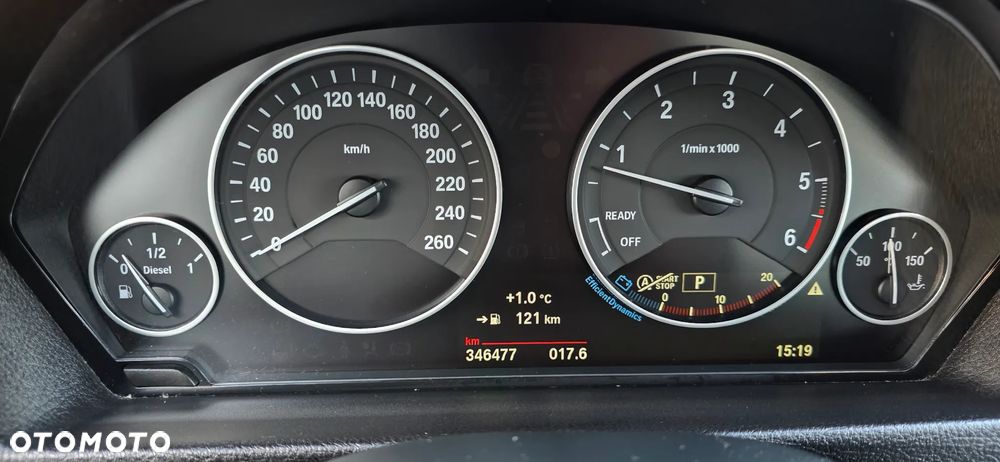 0 20 40 60 80 100 120 140 160 180 200 220 240 260
km/h
0 1/2 1
Diesel
1 2 3 4 5 6
1/min x 1000
READY
OFF
50 100 150
A START
STOP
P
0 10 20
EfficientDynamics
+1.0 °C
121 km
km
346477 017.6
15:19
OTOMOTO